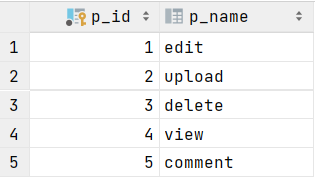 p_id p_name
1 1 edit
2 2 upload
3 3 delete
4 4 view
5 5 comment